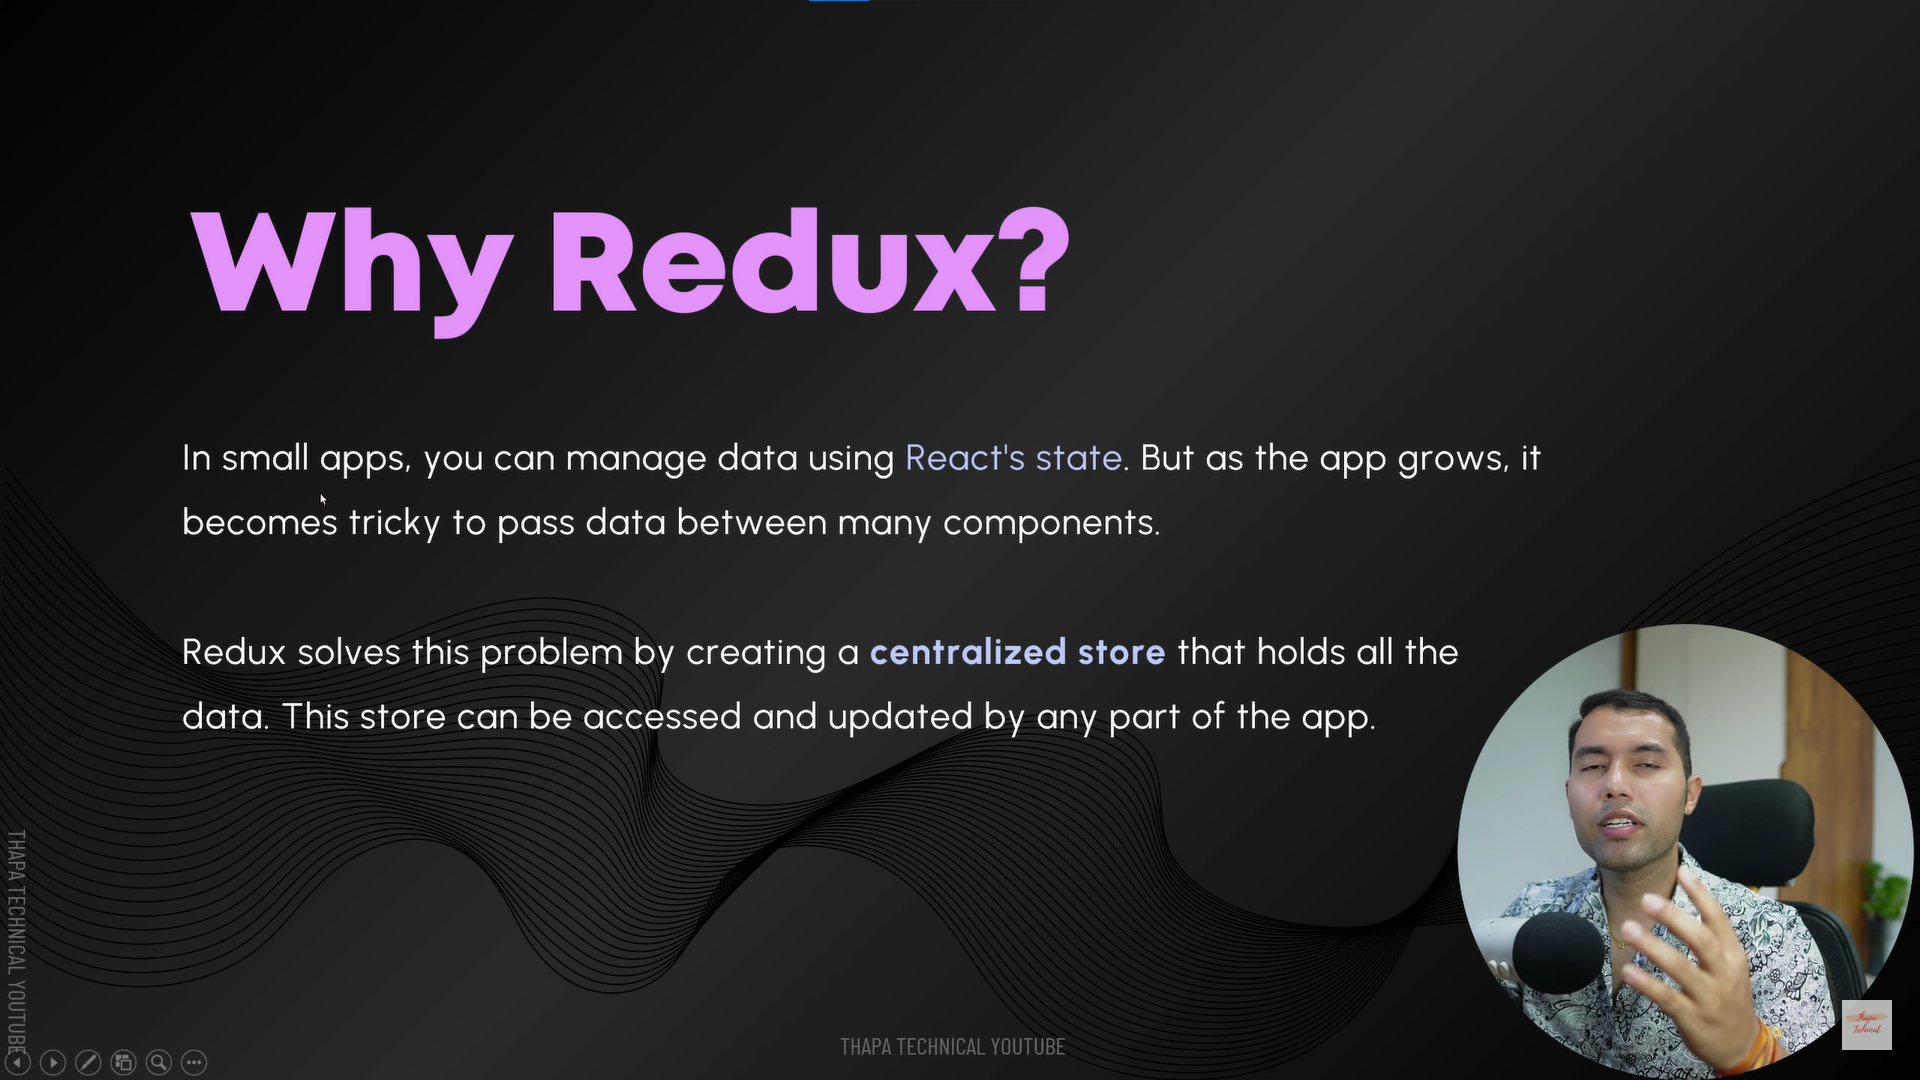 Why Redux?
In small apps, you can manage data using React's state. But as the app grows, it
becomes tricky to pass data between many components.
Redux solves this problem by creating a centralized store that holds all the
data. This store can be accessed and updated by any part of the app.
THAPA TECHNICAL YOUTUBE
THAPA TECHNICAL YOUTUBE
Thapa
Technical